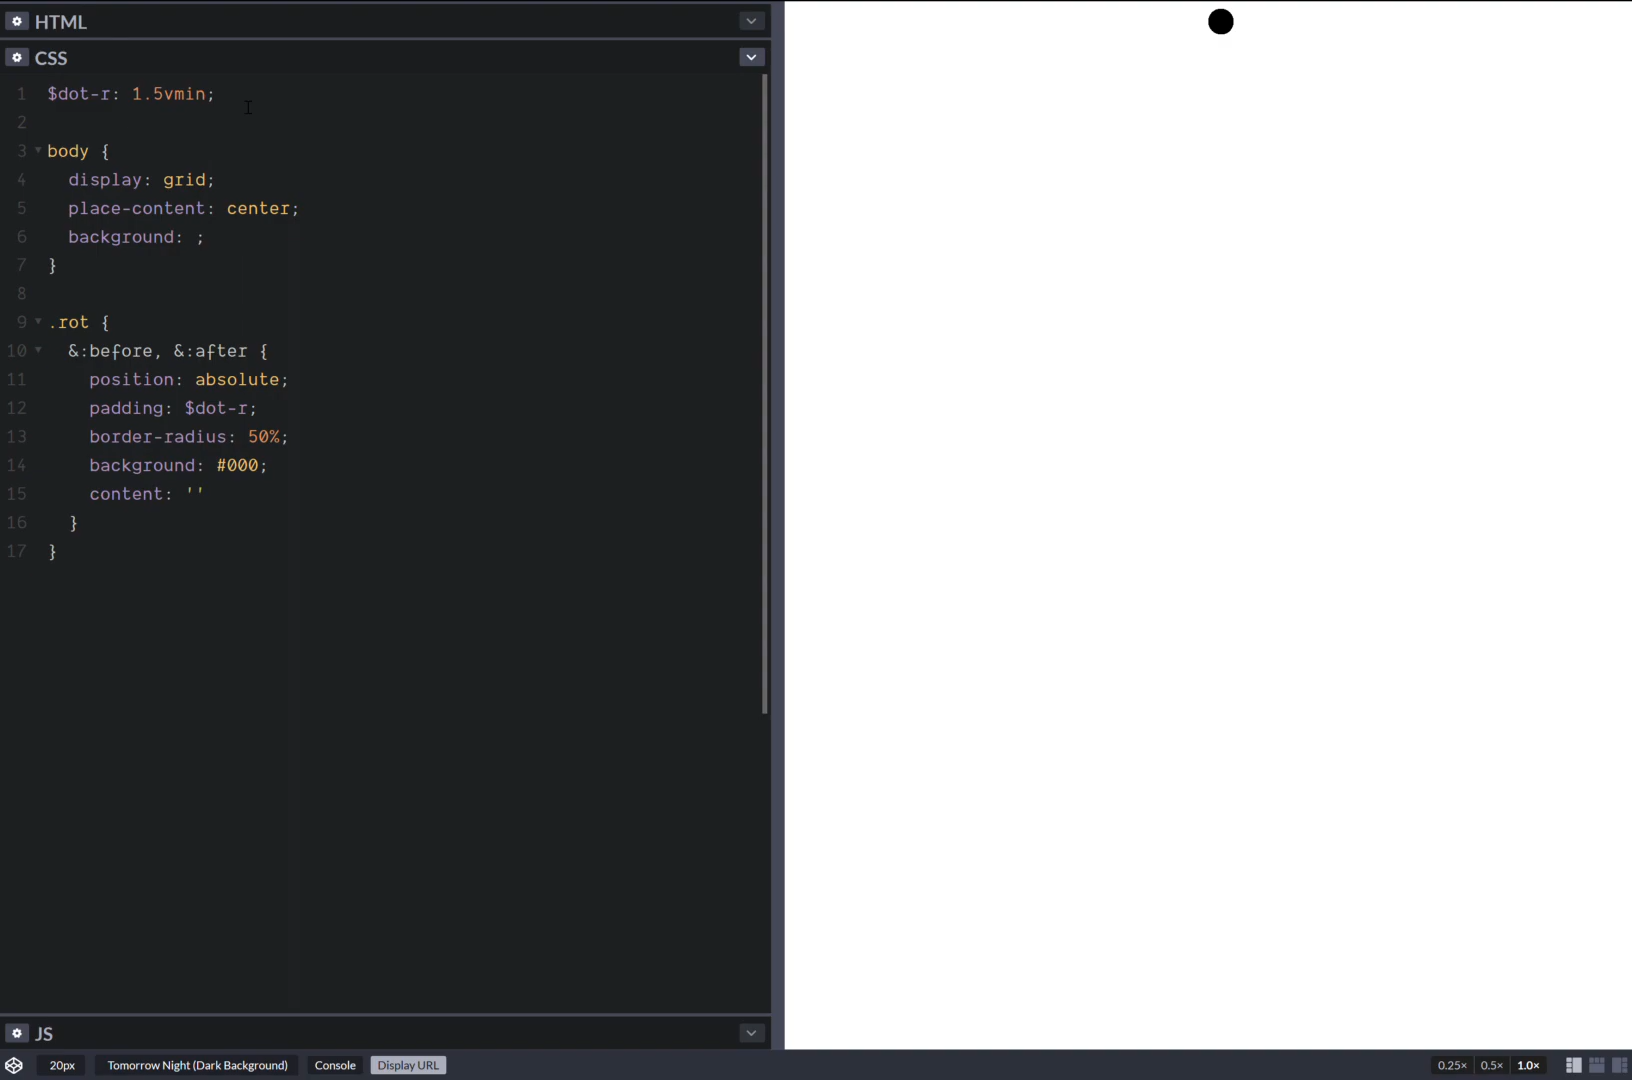 HTML
CSS
1 $dot-r: 1.5vmin;
2
3 body {
4 display: grid;
5 place-content: center;
6 background: ;
7 }
8
9 .rot {
10 &:before, &:after {
11 position: absolute;
12 padding: $dot-r;
13 border-radius: 50%;
14 background: #000;
15 content: ''
16 }
17 }
JS
20px Tomorrow Night (Dark Background) Console Display URL 0.25× 0.5× 1.0×